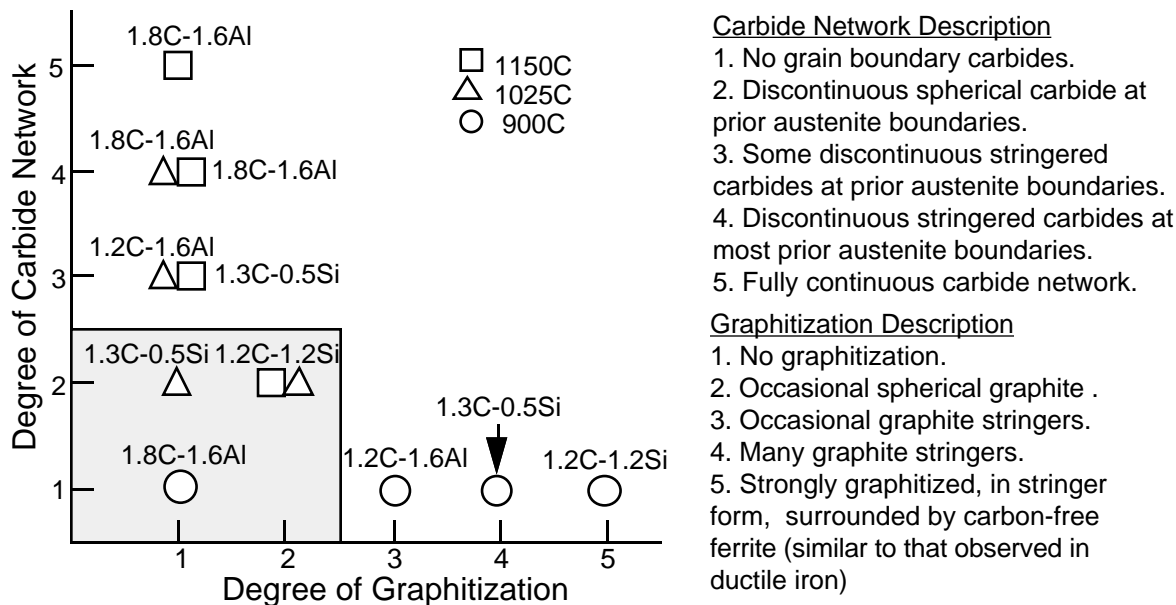 Degree of Carbide Network
5
4
3
2
1
1.8C-1.6Al
1.8C-1.6Al
1.8C-1.6Al
1.2C-1.6Al
1.3C-0.5Si
1.3C-0.5Si
1.2C-1.2Si
1.8C-1.6Al
1.3C-0.5Si
1.2C-1.6Al
1.2C-1.2Si
1150C
1025C
900C
1
2
3
4
5
Degree of Graphitization
Carbide Network Description
1. No grain boundary carbides.
2. Discontinuous spherical carbide at
prior austenite boundaries.
3. Some discontinuous stringered
carbides at prior austenite boundaries.
4. Discontinuous stringered carbides at
most prior austenite boundaries.
5. Fully continuous carbide network.
Graphitization Description
1. No graphitization.
2. Occasional spherical graphite .
3. Occasional graphite stringers.
4. Many graphite stringers.
5. Strongly graphitized, in stringer
form, surrounded by carbon-free
ferrite (similar to that observed in
ductile iron)